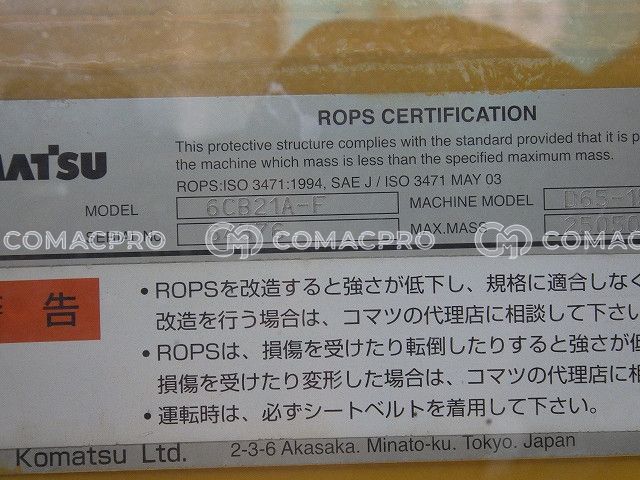 ROPS CERTIFICATION
This protective structure complies with the standard provided that it is
the machine which mass is less than the specified maximum mass.
ROPS:ISO 3471:1994, SAE J / ISO 3471 MAY 03
MODEL 6CB21A-F MACHINE MODEL
MAX.MASS
COMACPRO COMACPRO COMACPRO
告
・ROPSを改造すると強さが低下し、規格に適合しなく
改造を行う場合は、コマツの代理店に相談して下さい
・ROPSは、損傷を受けたり転倒したりすると強さが
損傷を受けたり変形した場合は、コマツの代理店に
・運転時は、必ずシートベルトを着用して下さい。
Komatsu Ltd. 2-3-6 Akasaka. Minato-ku. Tokyo. Japan